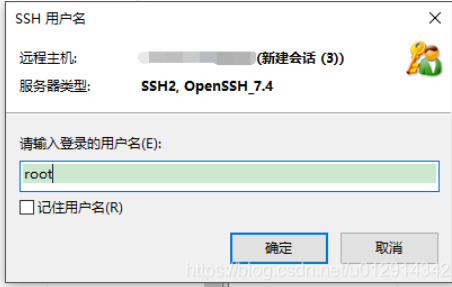 SSH 用户名
远程主机: (新建会话 (3))
服务器类型: SSH2, OpenSSH_7.4
请输入登录的用户名(E):
root
记住用户名(R)
确定 取消
https://blog.csdn.net/u012914342